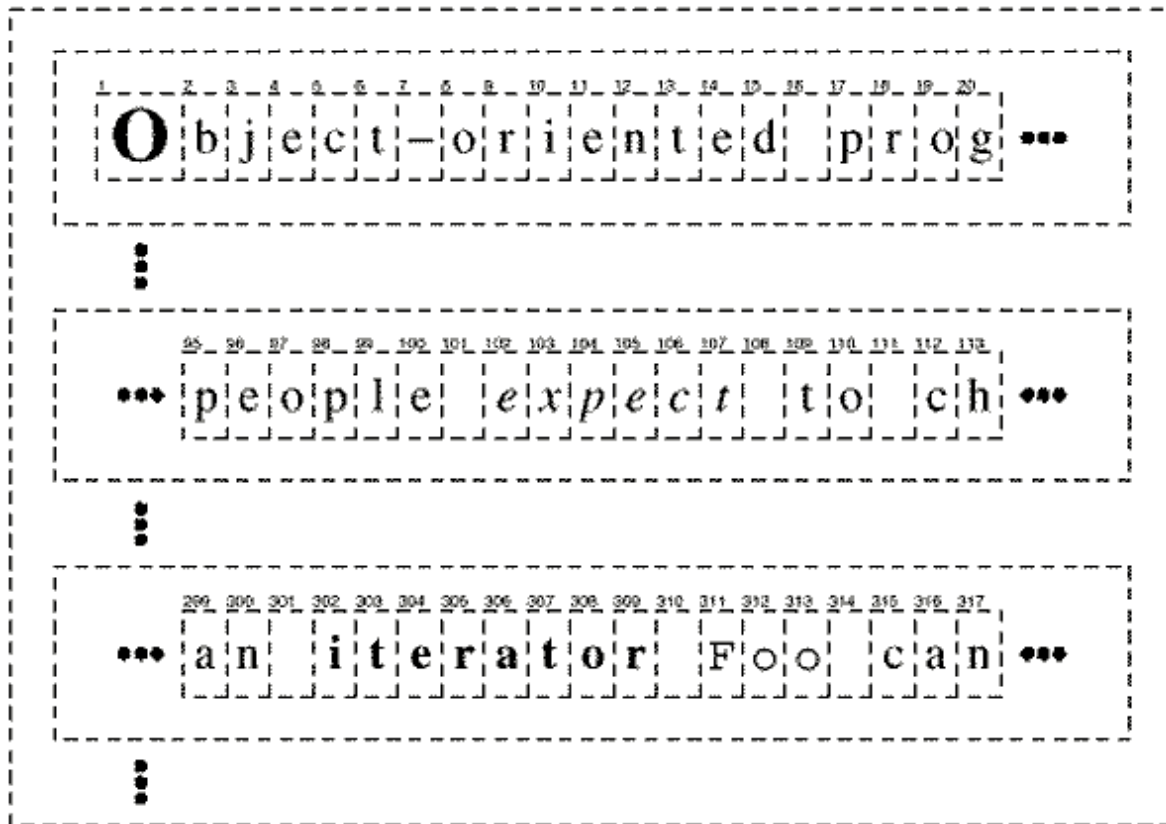 1 2 3 4 5 6 7 8 9 10 11 12 13 14 15 16 17 18 19 20
Object-oriented prog •••
95 96 97 98 99 100 101 102 103 104 105 106 107 108 109 110 111 112 113
••• people expect to ch •••
299 300 301 302 303 304 305 306 307 308 309 310 311 312 313 314 315 316 317
••• an iterator Foo can •••